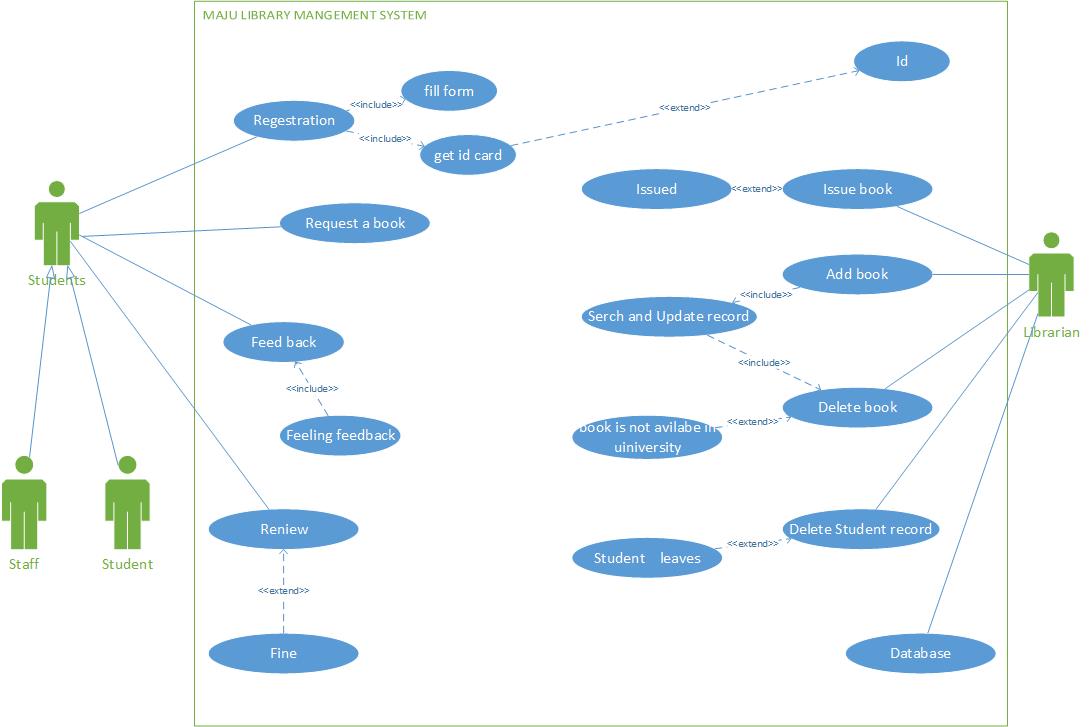 MAJU LIBRARY MANGEMENT SYSTEM
Id
fill form
<<include>>
<<extend>>
Regestration
<<include>>
get id card
Issued
<<extend>>
Issue book
Request a book
Students
Add book
<<include>>
Serch and Update record
Librarian
Feed back
<<include>>
<<include>>
Delete book
<<extend>>
book is not avilabe in
uiniversity
Feeling feedback
Reniew
Delete Student record
<<extend>>
Student leaves
Staff
Student
<<extend>>
Fine
Database